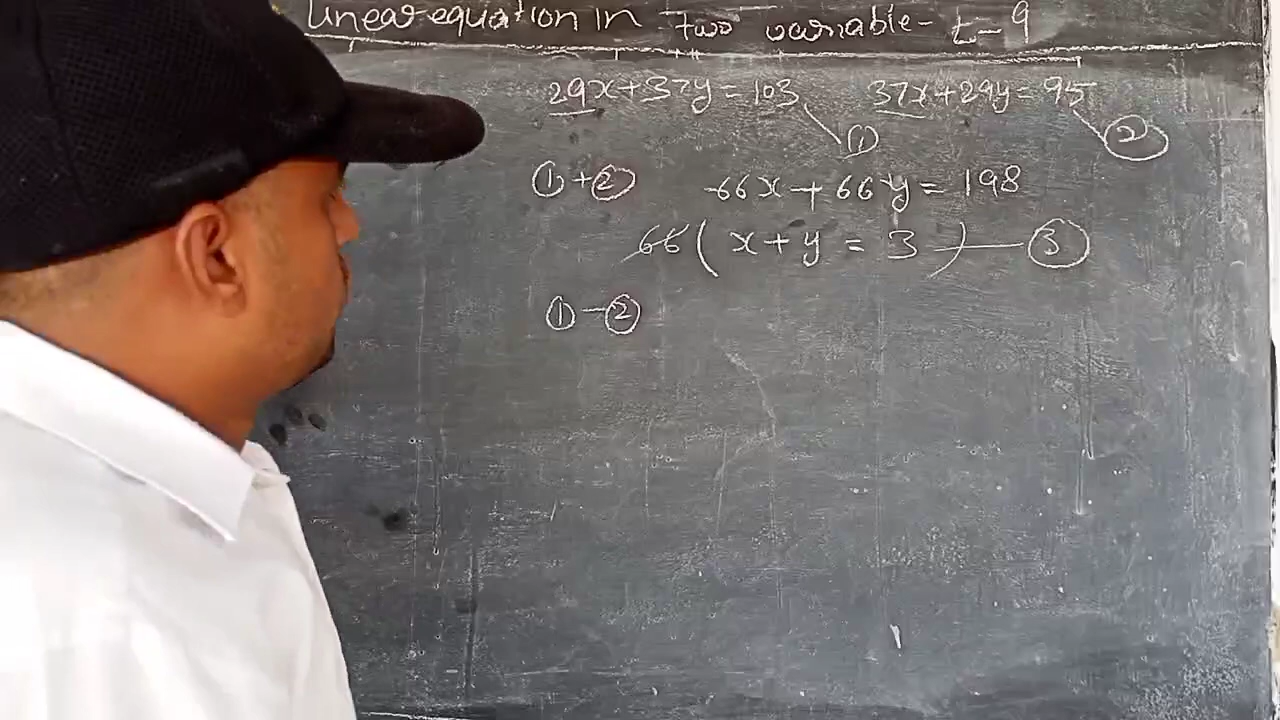 Linear equation in two variable - L-9
29x+37y=103 37x+29y=95
① ②
①+② 66x+66y=198
66(x+y=3) ③
①-②